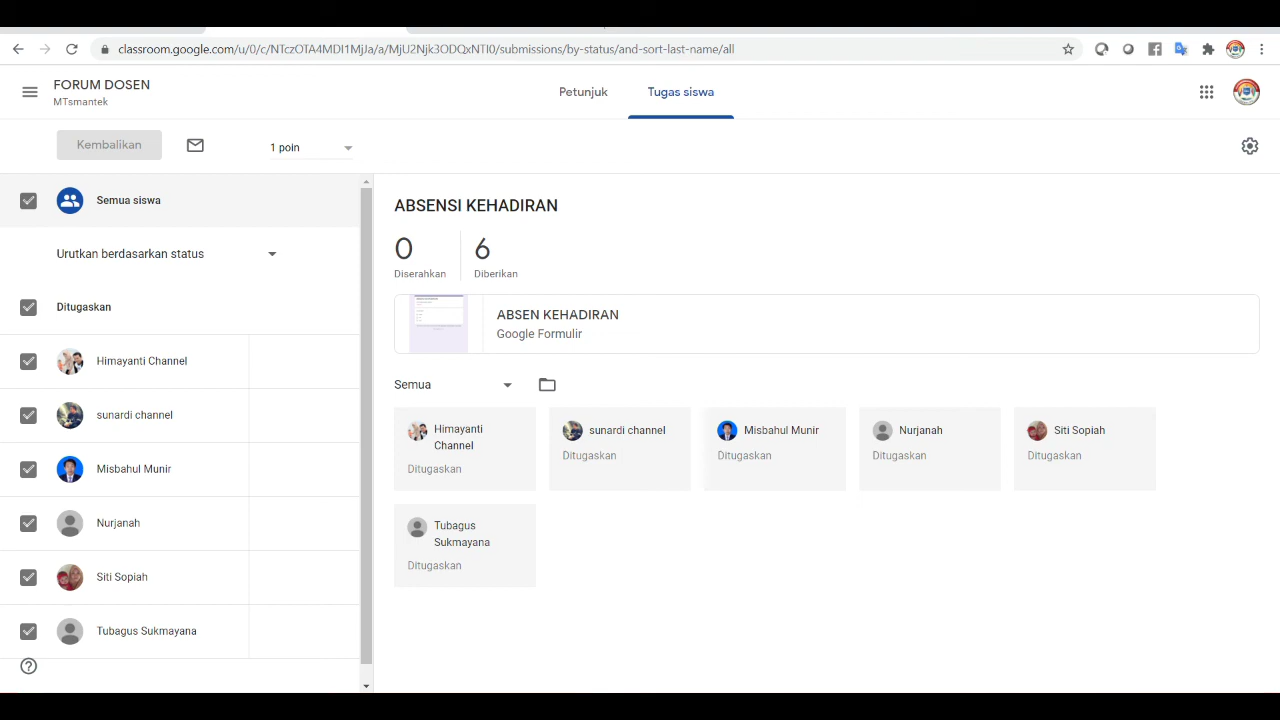 classroom.google.com/u/0/c/NTczOTA4MDI1MjJa/a/MjU2Njk3ODQxNTI0/submissions/by-status/and-sort-last-name/all
FORUM DOSEN
MTsmantek
Petunjuk
Tugas siswa
Kembalikan
1 poin
Semua siswa
Urutkan berdasarkan status
Ditugaskan
Himayanti Channel
sunardi channel
Misbahul Munir
Nurjanah
Siti Sopiah
Tubagus Sukmayana
ABSENSI KEHADIRAN
0
Diserahkan
6
Diberikan
ABSEN KEHADIRAN
Google Formulir
Semua
Himayanti
Channel
Ditugaskan
sunardi channel
Ditugaskan
Misbahul Munir
Ditugaskan
Nurjanah
Ditugaskan
Siti Sopiah
Ditugaskan
Tubagus
Sukmayana
Ditugaskan